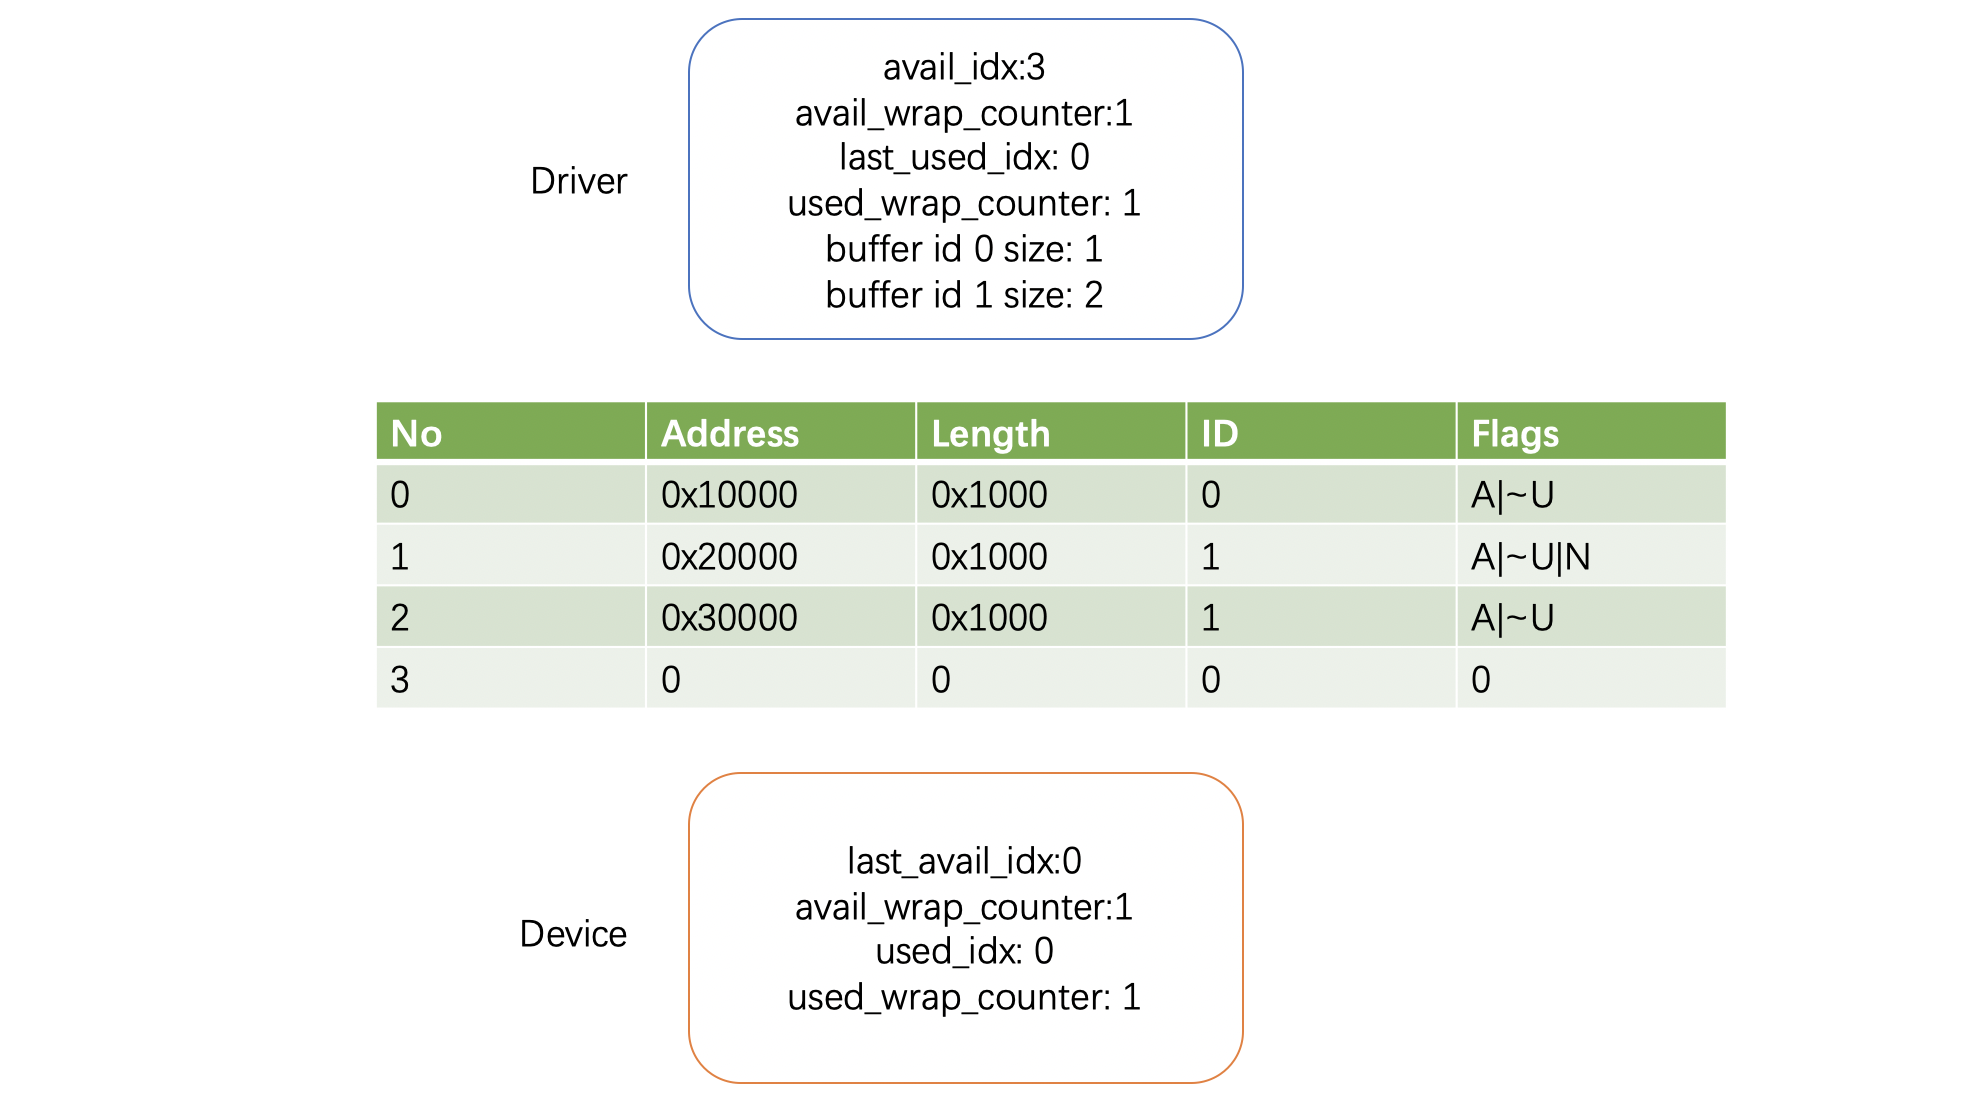 avail_idx:3
avail_wrap_counter:1
last_used_idx: 0
used_wrap_counter: 1
buffer id 0 size: 1
buffer id 1 size: 2
Driver
No Address Length ID Flags
0 0x10000 0x1000 0 A|~U
1 0x20000 0x1000 1 A|~U|N
2 0x30000 0x1000 1 A|~U
3 0 0 0 0
last_avail_idx:0
avail_wrap_counter:1
used_idx: 0
used_wrap_counter: 1
Device